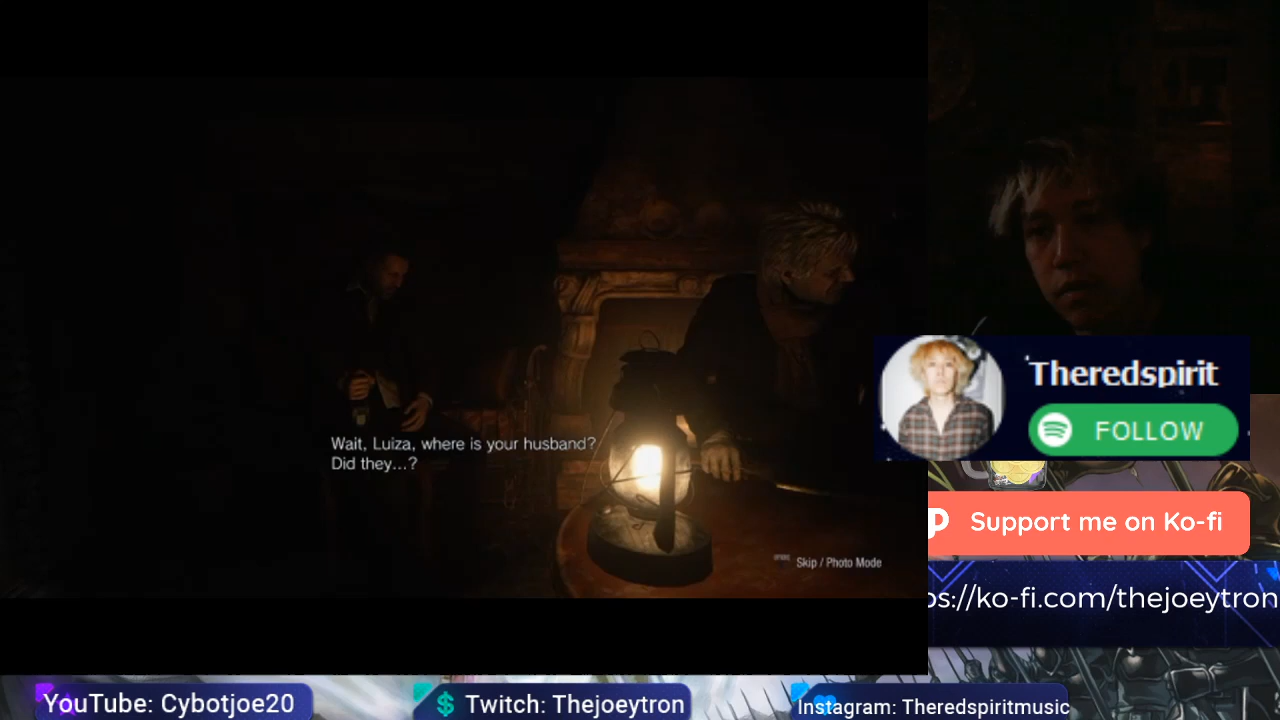 Wait, Luiza, where is your husband?
Did they...?
Skip / Photo Mode
Theredspirit
FOLLOW
Support me on Ko-fi
ps://ko-fi.com/thejoeytron
YouTube: Cybotjoe20
Twitch: Thejoeytron
Instagram: Theredspiritmusic